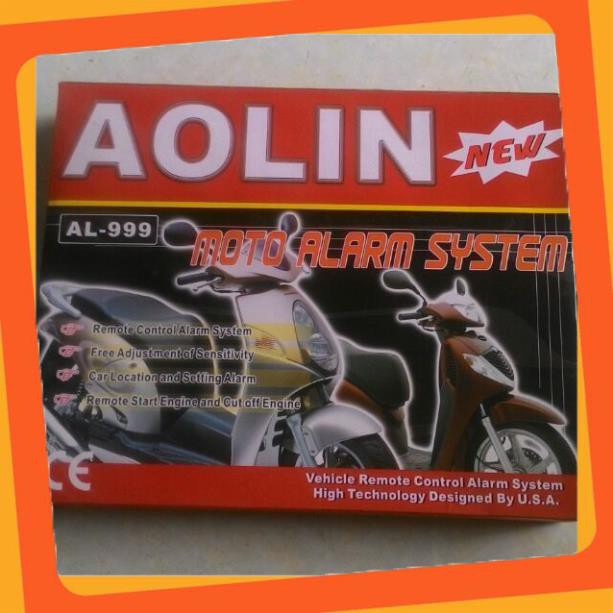 AOLIN
NEW
AL-999
MOTO ALARM SYSTEM
Remote Control Alarm System
Free Adjustment of Sensitivity
Car Location and Setfing Alarm
Remote Start Engine and Cut off Engine
CE
Vehicle Remote Control Alarm System
High Technology Designed By U.S.A.